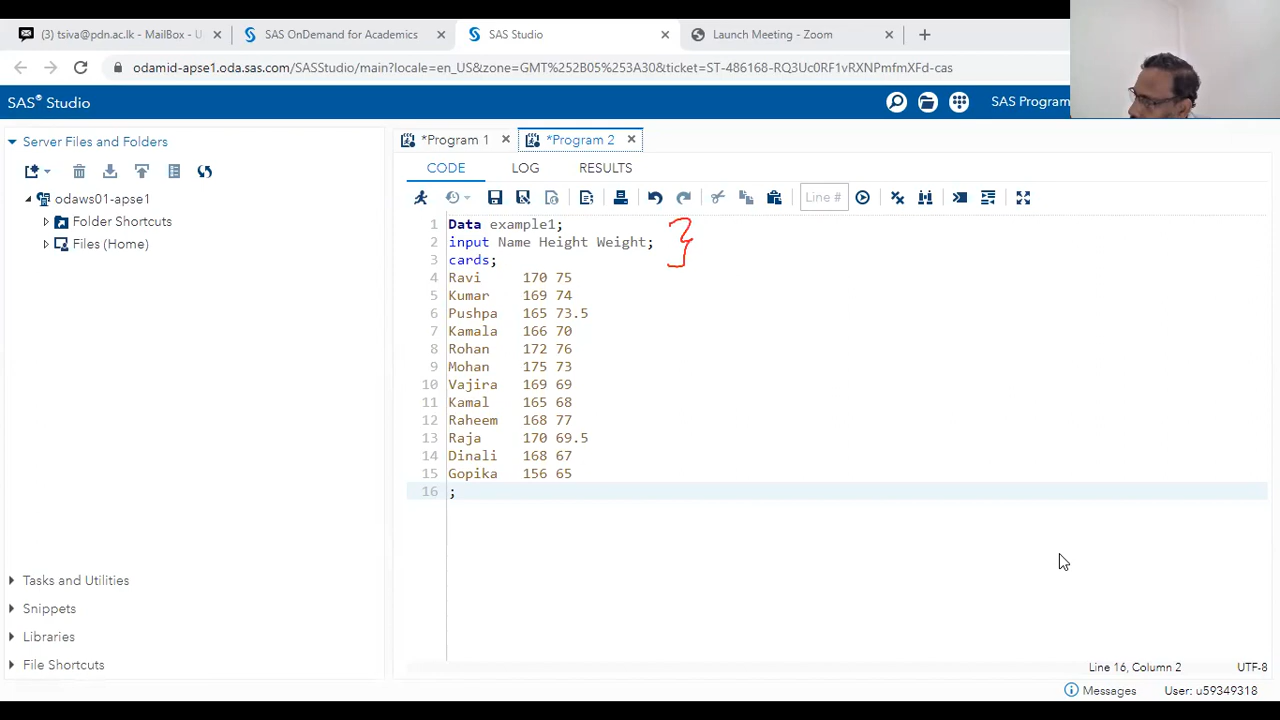 (3) tsiva@pdn.ac.lk - MailBox - U
SAS OnDemand for Academics
SAS Studio
Launch Meeting - Zoom
odamid-apse1.oda.sas.com/SASStudio/main?locale=en_US&zone=GMT%252B05%253A30&ticket=ST-486168-RQ3Uc0RF1vRXNPmfmXFd-cas
SAS® Studio
SAS Program
Server Files and Folders
*Program 1
*Program 2
CODE
LOG
RESULTS
Line #
odaws01-apse1
Folder Shortcuts
Files (Home)
1 Data example1;
2 input Name Height Weight;
3 cards;
4 Ravi 170 75
5 Kumar 169 74
6 Pushpa 165 73.5
7 Kamala 166 70
8 Rohan 172 76
9 Mohan 175 73
10 Vajira 169 69
11 Kamal 165 68
12 Raheem 168 77
13 Raja 170 69.5
14 Dinali 168 67
15 Gopika 156 65
16 ;
Tasks and Utilities
Snippets
Libraries
File Shortcuts
Line 16, Column 2
UTF-8
Messages
User: u59349318